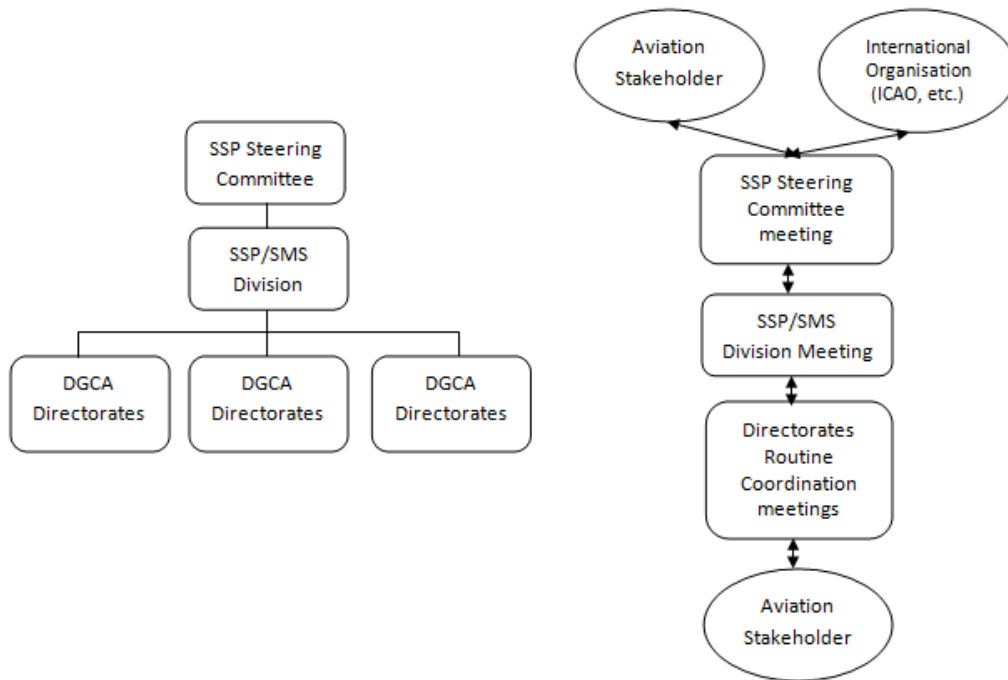 SSP Steering
Committee
SSP/SMS
Division
DGCA
Directorates
DGCA
Directorates
DGCA
Directorates
Aviation
Stakeholder
International
Organisation
(ICAO, etc.)
SSP Steering
Committee
meeting
SSP/SMS
Division Meeting
Directorates
Routine
Coordination
meetings
Aviation
Stakeholder